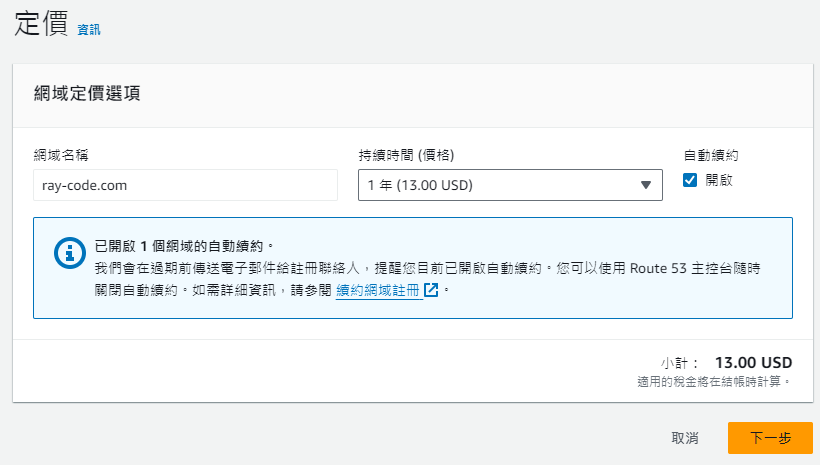 定價 資訊
網域定價選項
網域名稱
持續時間 (價格)
自動續約
ray-code.com
1 年 (13.00 USD)
開啟
已開啟 1 個網域的自動續約。
我們會在過期前傳送電子郵件給註冊聯絡人，提醒您目前已開啟自動續約。您可以使用 Route 53 主控台隨時
關閉自動續約。如需詳細資訊，請參閱 續約網域註冊。
小計： 13.00 USD
適用的稅金將在結帳時計算。
取消
下一步